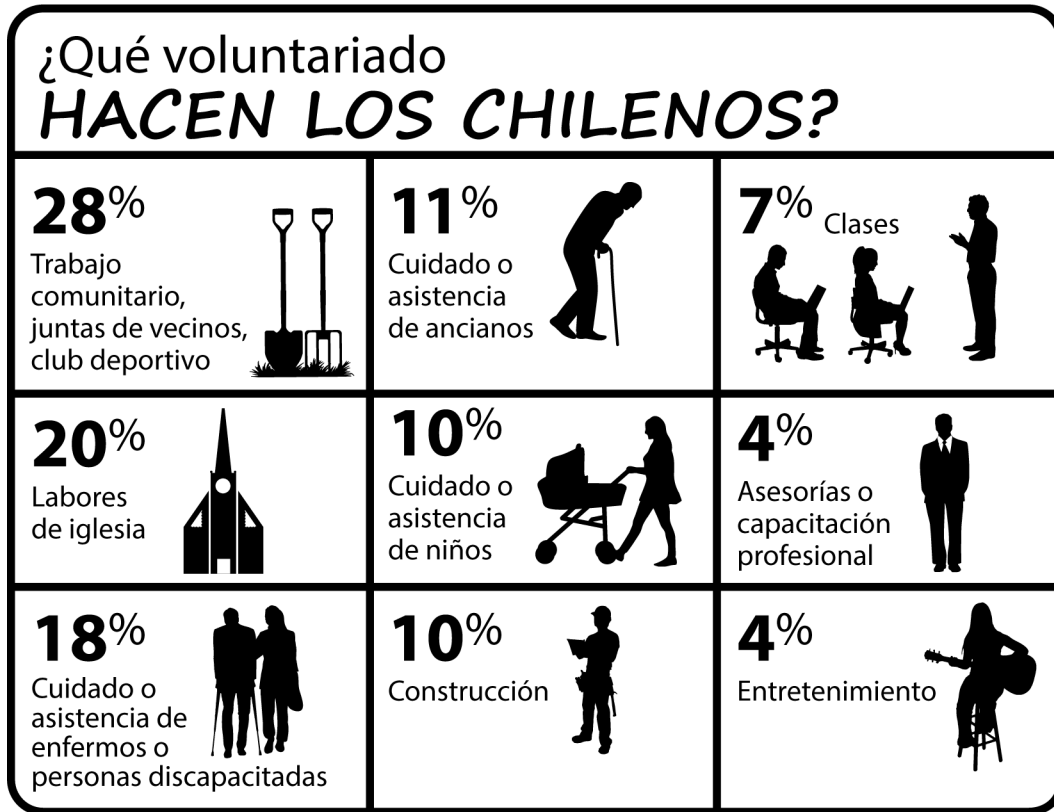 ¿Qué voluntariado
HACEN LOS CHILENOS?
28%
Trabajo
comunitario,
juntas de vecinos,
club deportivo
11%
Cuidado o
asistencia
de ancianos
7% Clases
20%
Labores
de iglesia
10%
Cuidado o
asistencia
de niños
4%
Asesorías o
capacitación
profesional
18%
Cuidado o
asistencia de
enfermos o
personas discapacitadas
10%
Construcción
4%
Entretenimiento